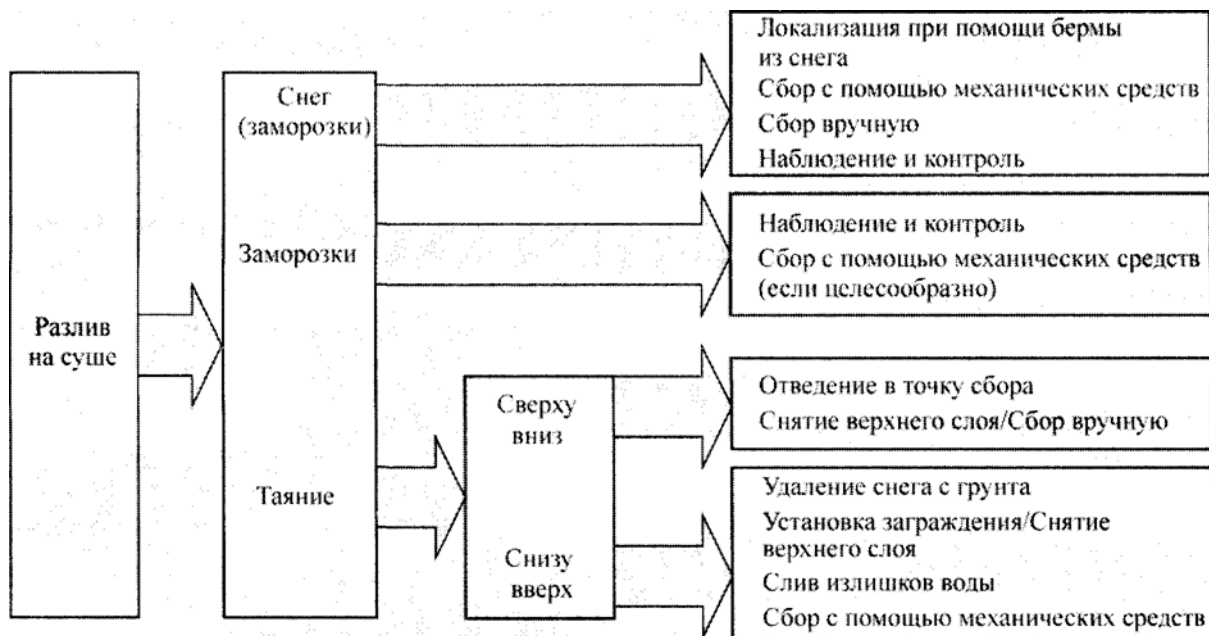 Разлив
на суше
Снег
(заморозки)
Заморозки
Таяние
Сверху
вниз
Снизу
вверх
Локализация при помощи бермы
из снега
Сбор с помощью механических средств
Сбор вручную
Наблюдение и контроль
Наблюдение и контроль
Сбор с помощью механических средств
(если целесообразно)
Отведение в точку сбора
Снятие верхнего слоя/Сбор вручную
Удаление снега с грунта
Установка заграждения/Снятие
верхнего слоя
Слив излишков воды
Сбор с помощью механических средств